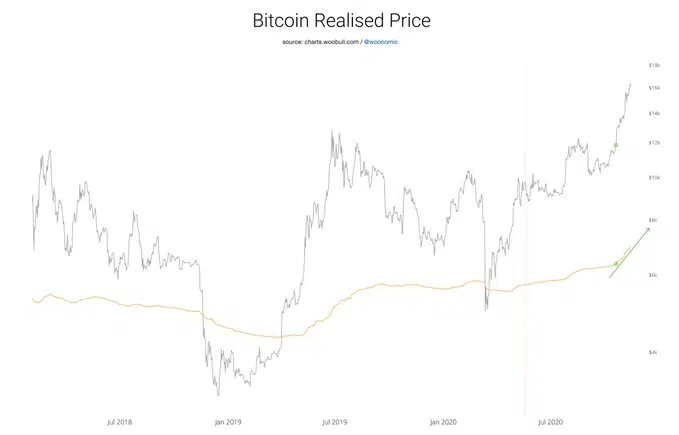 Bitcoin Realised Price
source: charts.woobull.com / @woonomic
$18k
$16k
$14k
$12k
$10k
$8k
$6k
$4k
Jul 2018
Jan 2019
Jul 2019
Jan 2020
Jul 2020